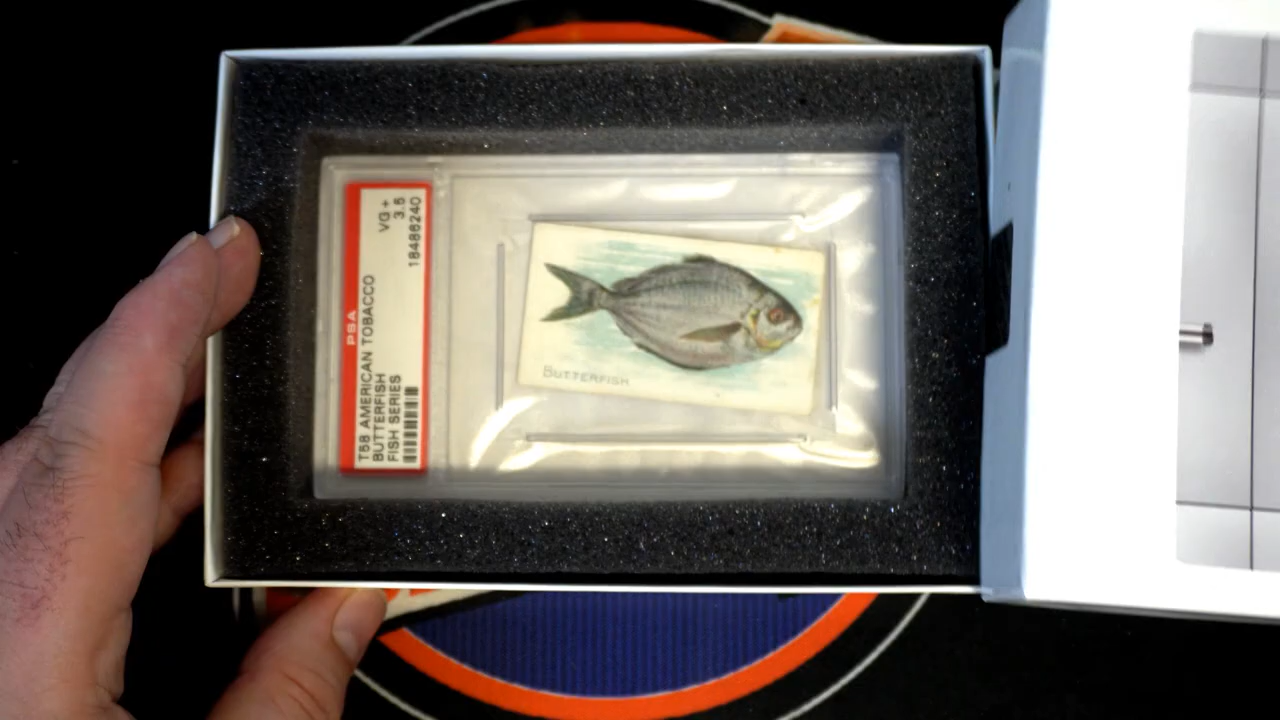 PSA
T58 AMERICAN TOBACCO
BUTTERFISH VG+
FISH SERIES 3.5
18486240
BUTTERFISH